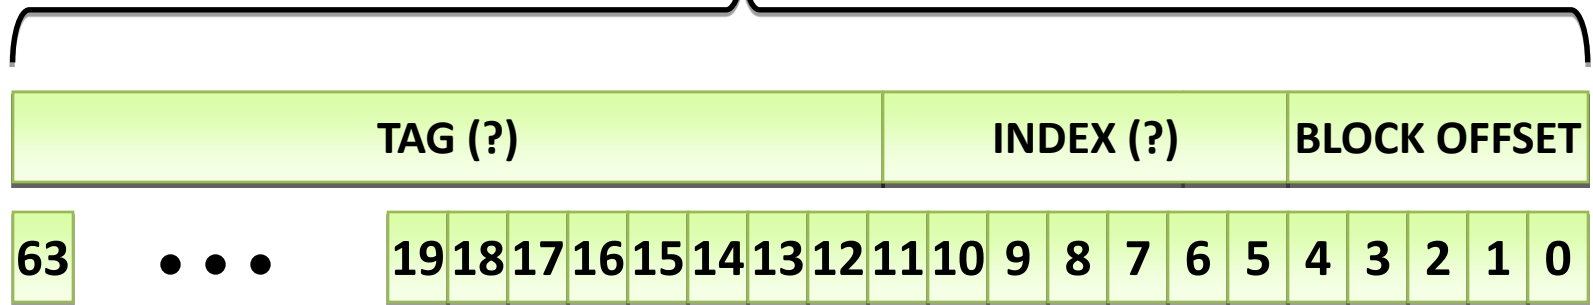 TAG (?) INDEX (?) BLOCK OFFSET
63 ● ● ● 19 18 17 16 15 14 13 12 11 10 9 8 7 6 5 4 3 2 1 0